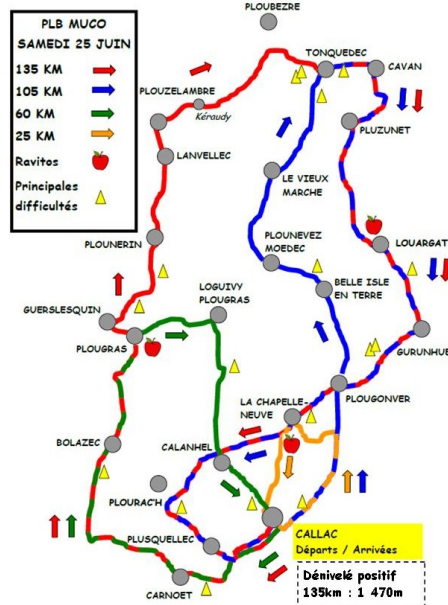 PLOUBEZRE
PLB MUCO
SAMEDI 25 JUIN
135 KM
105 KM
60 KM
25 KM
Ravitos
Principales
difficultés
TONQUEDEC
CAVAN
PLOUZELAMBRE
Kéraudy
PLUZUNET
LANVELLEC
LE VIEUX
MARCHE
PLOUNERIN
LOUARGAT
PLOUNEVEZ
MOEDEC
BELLE ISLE
EN TERRE
LOGUIVY
PLOUGRAS
GUERSLESQUIN
PLOUGRAS
GURUNHUE
PLOUGONVER
LA CHAPELLE-
NEUVE
BOLAZEC
CALANHEL
PLOURAC'H
PLUSQUELLEC
CALLAC
Départs / Arrivées
CARNOET
Dénivelé positif
135km : 1 470m